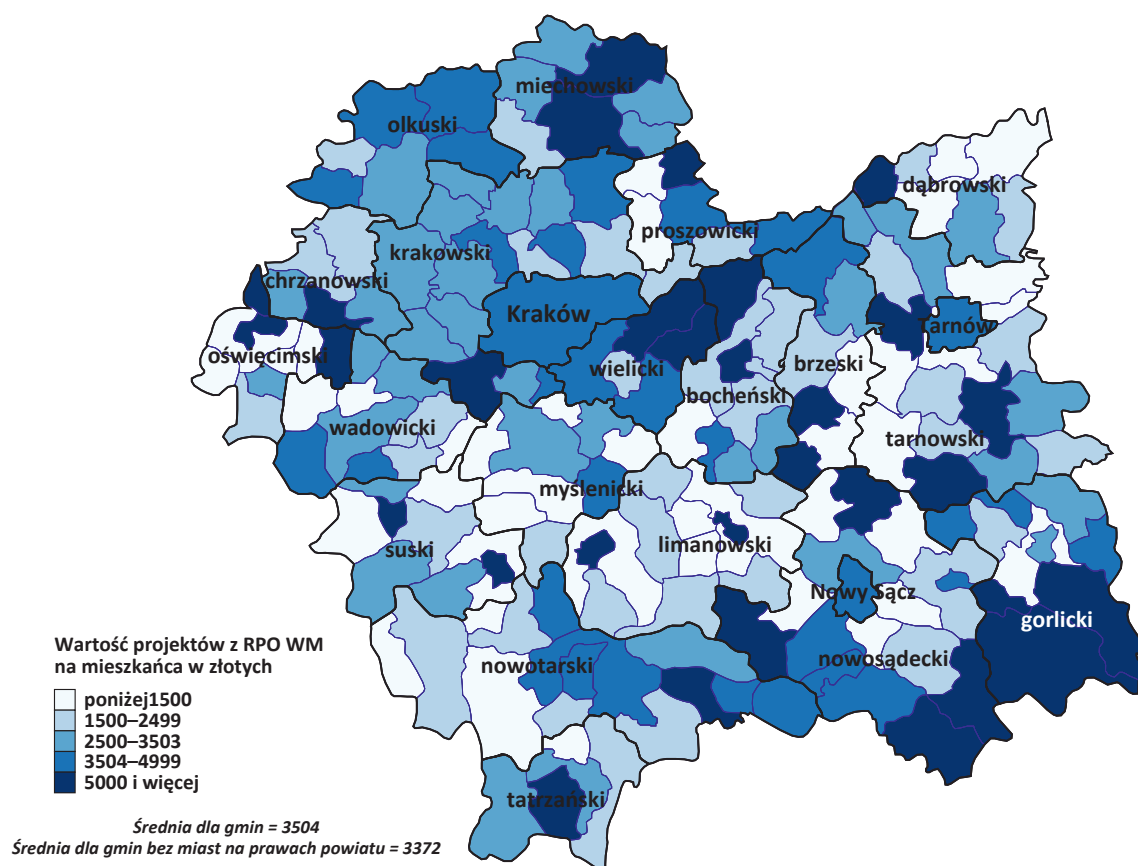 miechowski
olkuski
dąbrowski
proszowicki
krakowski
chrzanowski
Kraków
Tarnów
oświęcimski
wielicki
brzeski
bocheński
wadowicki
tarnowski
myślenicki
limanowski
suski
Nowy Sącz
gorlicki
nowotarski
nowosądecki
tatrzański
Wartość projektów z RPO WM
na mieszkańca w złotych
poniżej1500
1500–2499
2500–3503
3504–4999
5000 i więcej
Średnia dla gmin = 3504
Średnia dla gmin bez miast na prawach powiatu = 3372